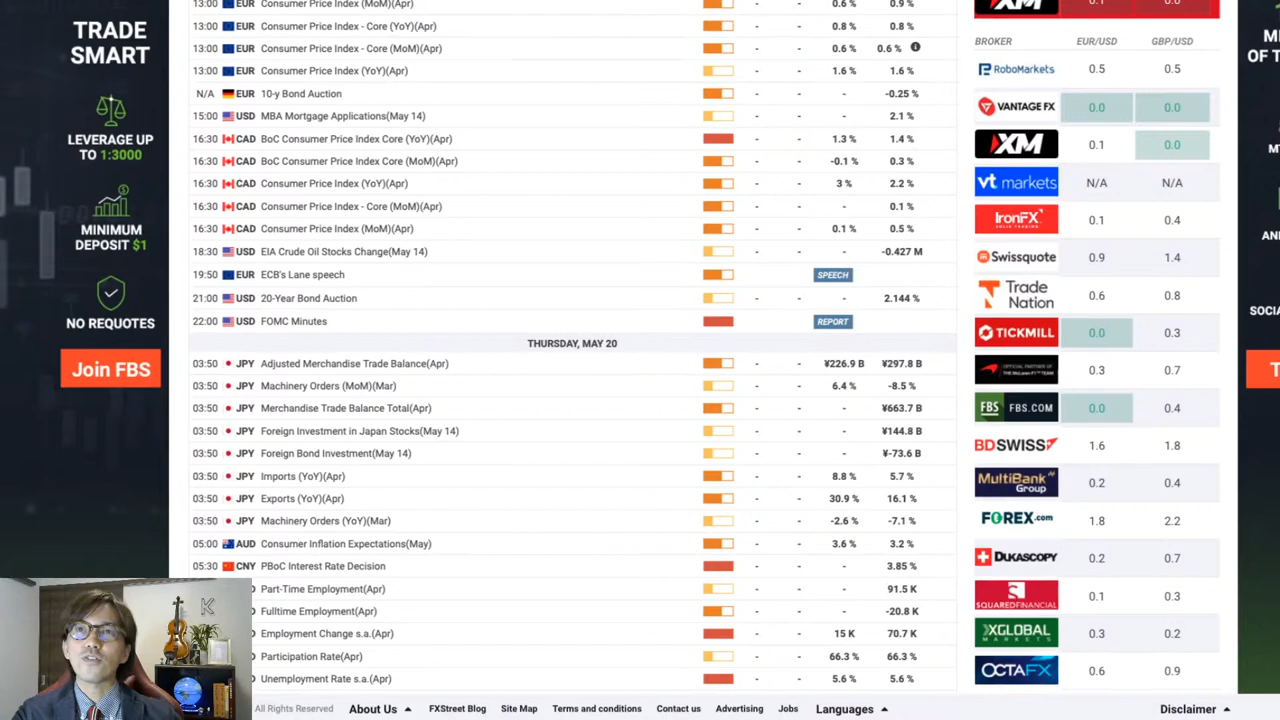 TRADE
SMART
LEVERAGE UP
TO 1:3000
MINIMUM
DEPOSIT $1
NO REQUOTES
Join FBS
13:00 EUR Consumer Price Index (MoM)(Apr) - - 0.6 % 0.9 %
13:00 EUR Consumer Price Index - Core (YoY)(Apr) - - 0.8 % 0.8 %
13:00 EUR Consumer Price Index - Core (MoM)(Apr) - - 0.6 % 0.6 %
13:00 EUR Consumer Price Index (YoY)(Apr) - - 1.6 % 1.6 %
N/A EUR 10-y Bond Auction - - - -0.25 %
15:00 USD MBA Mortgage Applications(May 14) - - - 2.1 %
16:30 CAD BoC Consumer Price Index Core (YoY)(Apr) - - 1.3 % 1.4 %
16:30 CAD BoC Consumer Price Index Core (MoM)(Apr) - - -0.1 % 0.3 %
16:30 CAD Consumer Price Index (YoY)(Apr) - - 3 % 2.2 %
16:30 CAD Consumer Price Index - Core (MoM)(Apr) - - - 0.1 %
16:30 CAD Consumer Price Index (MoM)(Apr) - - 0.1 % 0.5 %
18:30 USD EIA Crude Oil Stocks Change(May 14) - - - -0.427 M
19:50 EUR ECB's Lane speech SPEECH
21:00 USD 20-Year Bond Auction - - - 2.144 %
22:00 USD FOMC Minutes REPORT
THURSDAY, MAY 20
03:50 JPY Adjusted Merchandise Trade Balance(Apr) - - ¥226.9 B ¥297.8 B
03:50 JPY Machinery Orders (MoM)(Mar) - - 6.4 % -8.5 %
03:50 JPY Merchandise Trade Balance Total(Apr) - - - ¥663.7 B
03:50 JPY Foreign Investment in Japan Stocks(May 14) - - - ¥144.8 B
03:50 JPY Foreign Bond Investment(May 14) - - - ¥-73.6 B
03:50 JPY Imports (YoY)(Apr) - - 8.8 % 5.7 %
03:50 JPY Exports (YoY)(Apr) - - 30.9 % 16.1 %
03:50 JPY Machinery Orders (YoY)(Mar) - - -2.6 % -7.1 %
05:00 AUD Consumer Inflation Expectations(May) - - 3.6 % 3.2 %
05:30 CNY PBoC Interest Rate Decision - - 3.85 %
Part-Time Employment(Apr) - - - 91.5 K
Fulltime Employment(Apr) - - - -20.8 K
Employment Change s.a.(Apr) - - 15 K 70.7 K
Participation Rate(Apr) - - 66.3 % 66.3 %
Unemployment Rate s.a.(Apr) - - 5.6 % 5.6 %
XM 0.1 0.0
BROKER EUR/USD GBP/USD
RoboMarkets 0.5 0.5
VANTAGE FX 0.0 0.0
XM 0.1 0.0
vt markets N/A N/A
IRONFX 0.1 0.4
Swissquote 0.9 1.4
Trade Nation 0.6 0.8
TICKMILL 0.0 0.3
0.3 0.7
FBS FBS.COM 0.0 0.4
BDSWISS 1.6 1.8
MultiBank Group 0.2 0.4
FOREX.com 1.8 2.2
DUKASCOPY 0.2 0.7
SQUAREDFINANCIAL 0.1 0.3
XGLOBAL MARKETS 0.3 0.2
OCTAFX 0.6 0.9
All Rights Reserved About Us FXStreet Blog Site Map Terms and conditions Contact us Advertising Jobs Languages Disclaimer